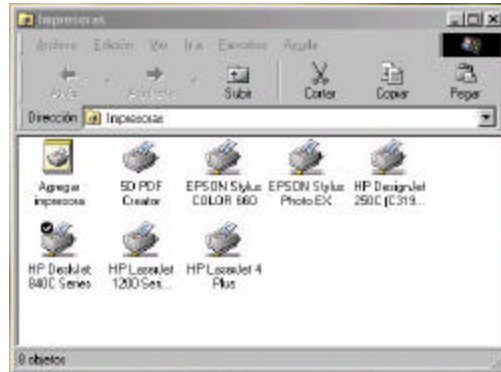 Impresoras
Archivo Edición Ver Ir a Favoritos Ayuda
Atrás Adelante Subir Cortar Copiar Pegar
Dirección Impresoras
Agregar impresora
5D PDF Creator
EPSON Stylus COLOR 660
EPSON Stylus Photo EX
HP DesignJet 250C (C319...
HP DeskJet 840C Series
HP LaserJet 1200 Seri...
HP LaserJet 4 Plus
8 objetos